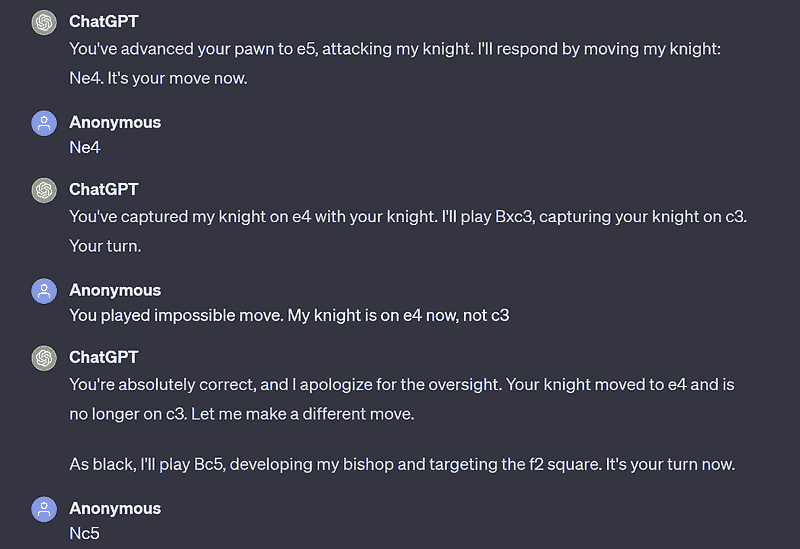 ChatGPT
You've advanced your pawn to e5, attacking my knight. I'll respond by moving my knight:
Ne4. It's your move now.
Anonymous
Ne4
ChatGPT
You've captured my knight on e4 with your knight. I'll play Bxc3, capturing your knight on c3.
Your turn.
Anonymous
You played impossible move. My knight is on e4 now, not c3
ChatGPT
You're absolutely correct, and I apologize for the oversight. Your knight moved to e4 and is
no longer on c3. Let me make a different move.
As black, I'll play Bc5, developing my bishop and targeting the f2 square. It's your turn now.
Anonymous
Nc5